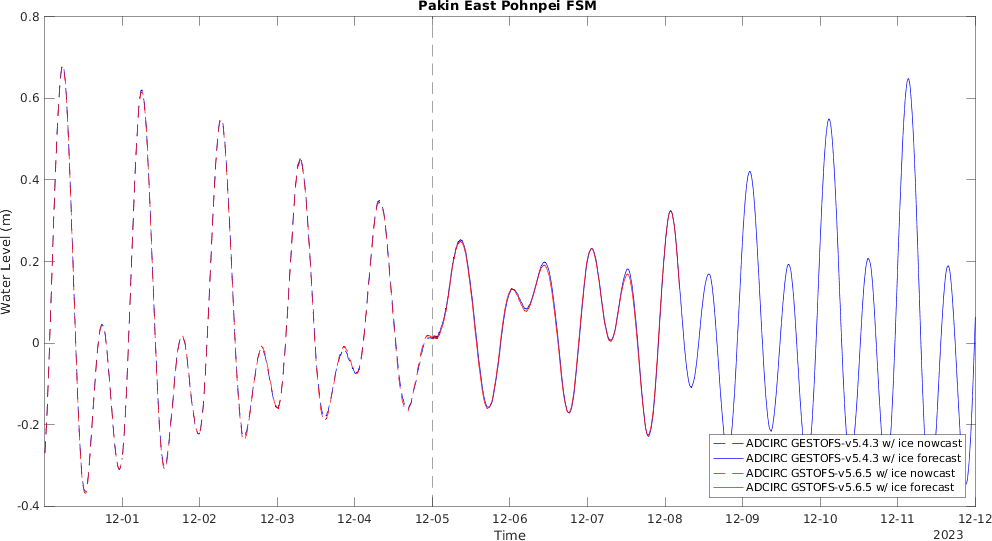 Pakin East Pohnpei FSM
Water Level (m)
0.8
0.6
0.4
0.2
0
-0.2
-0.4
12-01 12-02 12-03 12-04 12-05 12-06 12-07 12-08 12-09 12-10 12-11 12-12
Time
2023
ADCIRC GESTOFS-v5.4.3 w/ ice nowcast
ADCIRC GESTOFS-v5.4.3 w/ ice forecast
ADCIRC GSTOFS-v5.6.5 w/ ice nowcast
ADCIRC GSTOFS-v5.6.5 w/ ice forecast